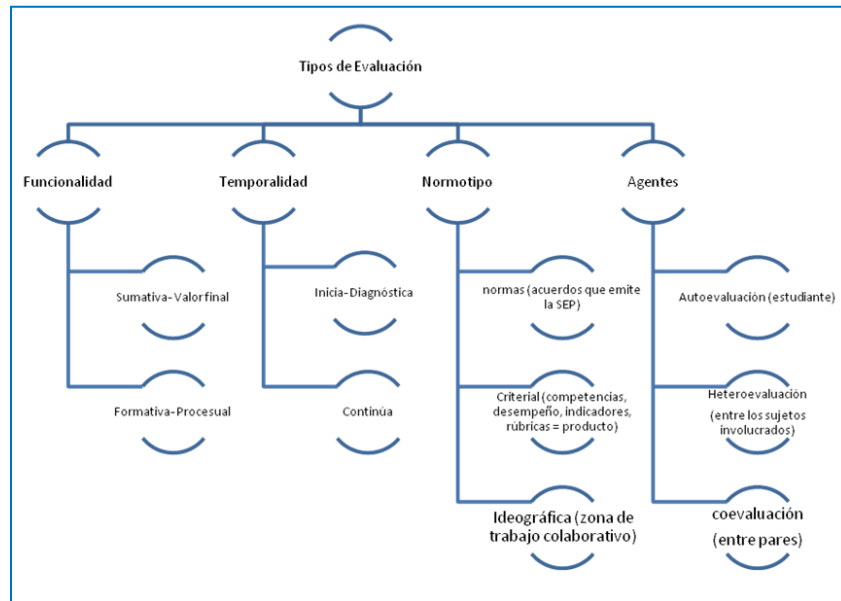 Tipos de Evaluación
Funcionalidad
Temporalidad
Normotipo
Agentes
Sumativa-Valor final
Inicia-Diagnóstica
normas (acuerdos que emite
la SEP)
Autoevaluación (estudiante)
Formativa-Procesual
Continúa
Criterial (competencias,
desempeño, indicadores,
rúbricas = producto)
Heteroevaluación
(entre los sujetos
involucrados)
Ideográfica (zona de
trabajo colaborativo)
coevaluación
(entre pares)